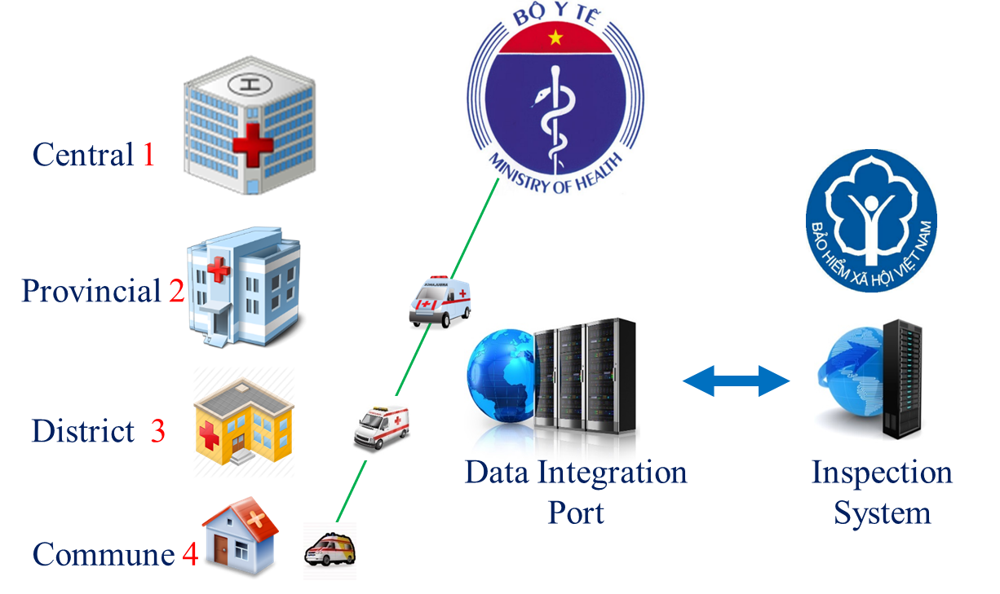 BỘ Y TẾ
MINISTRY OF HEALTH
Central 1
BẢO HIỂM XÃ HỘI VIỆT NAM
Provincial 2
District 3
Data Integration
Port
Inspection
System
Commune 4